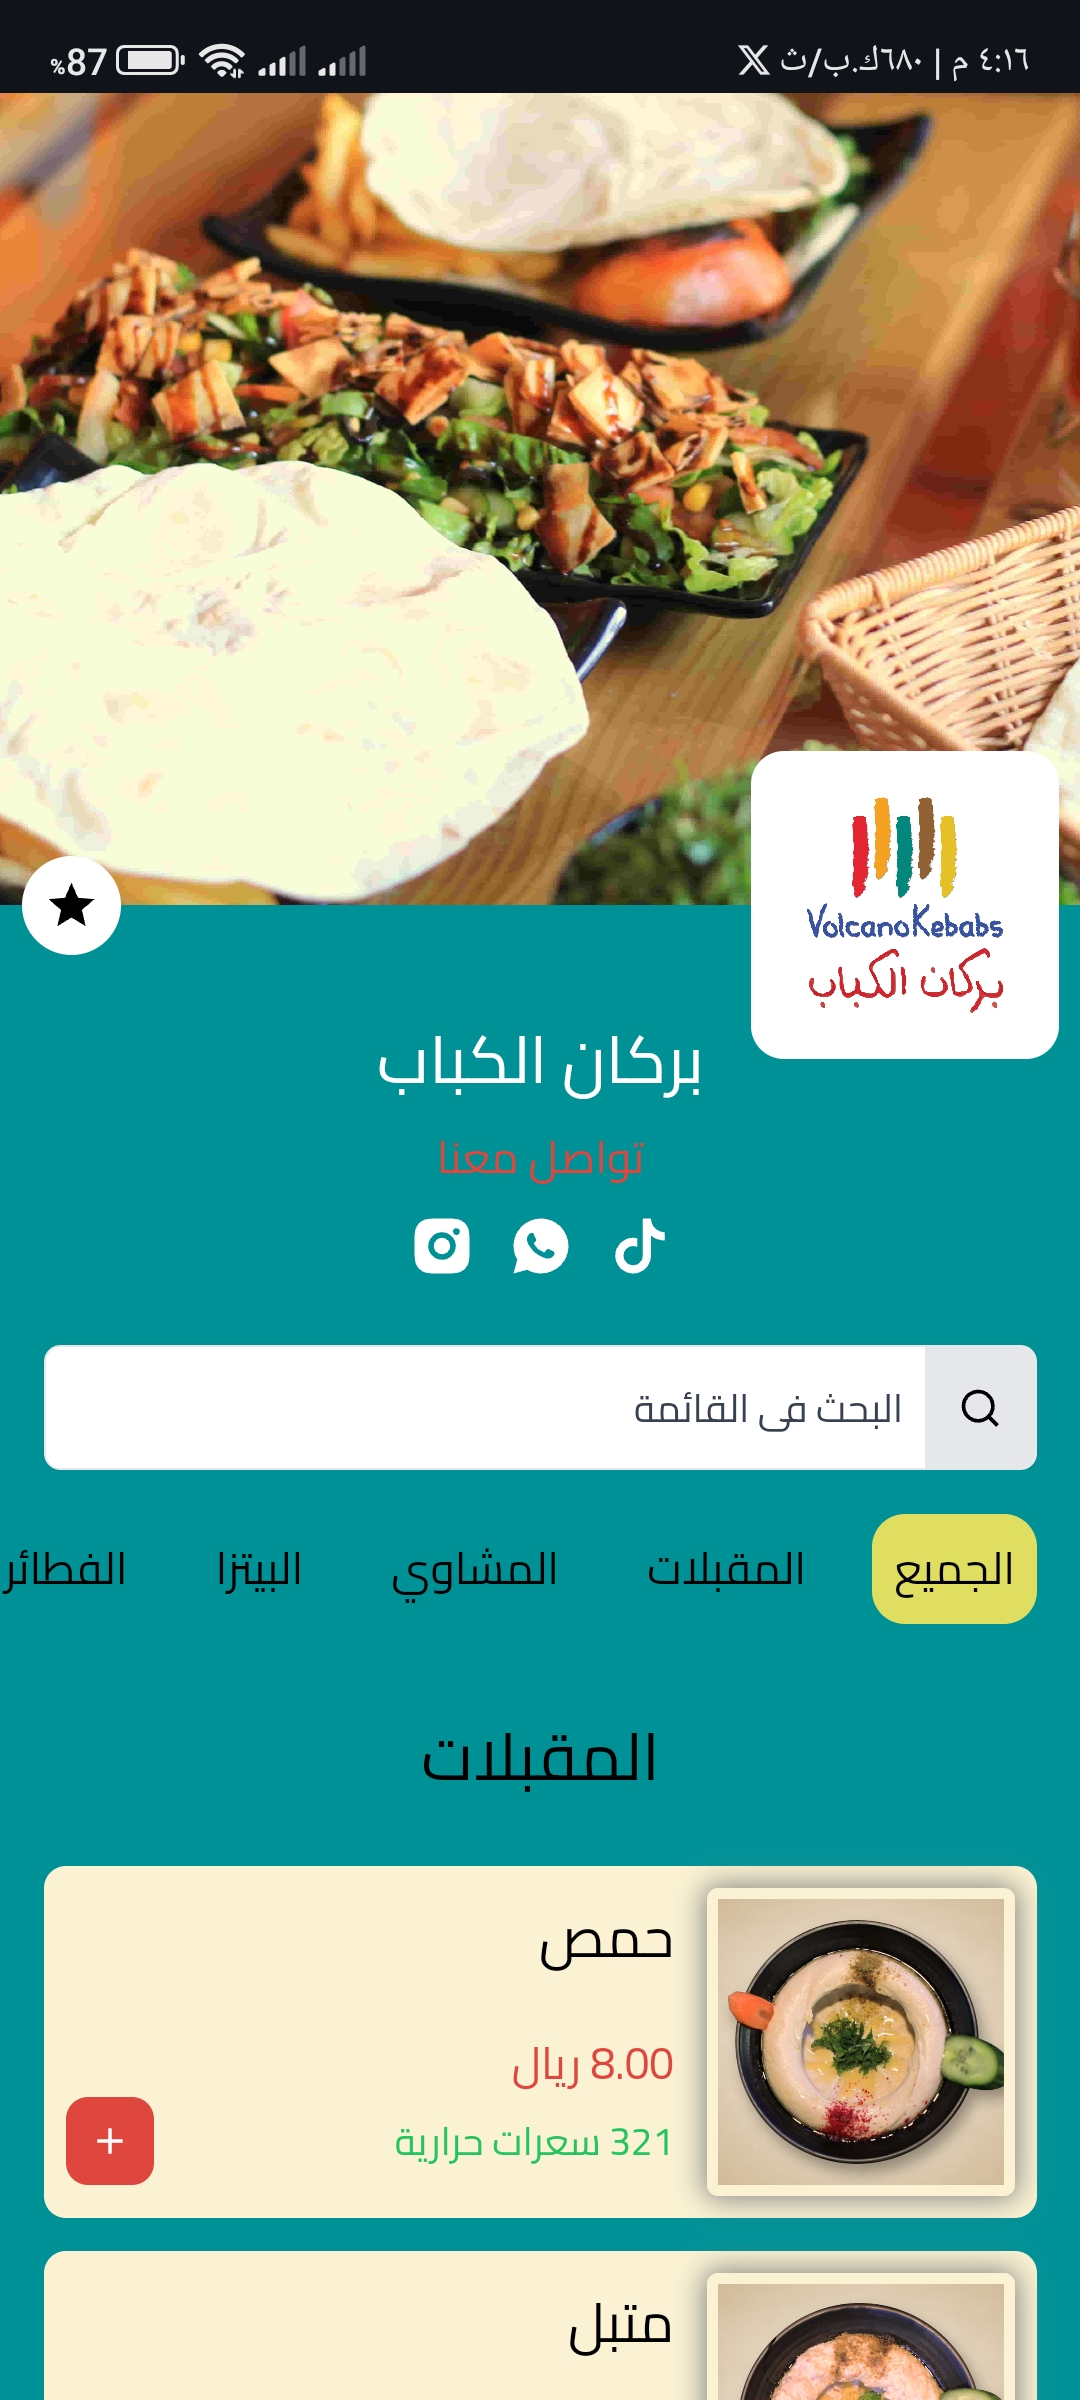 ٤:١٦ م | ٦٨٠ك.ب/ث
%87
VolcanoKebabs
بركان الكباب
بركان الكباب
تواصل معنا
البحث فى القائمة
الجميع
المقبلات
المشاوي
البيتزا
الفطائر
المقبلات
حمص
8.00 ريال
321 سعرات حرارية
+
متبل